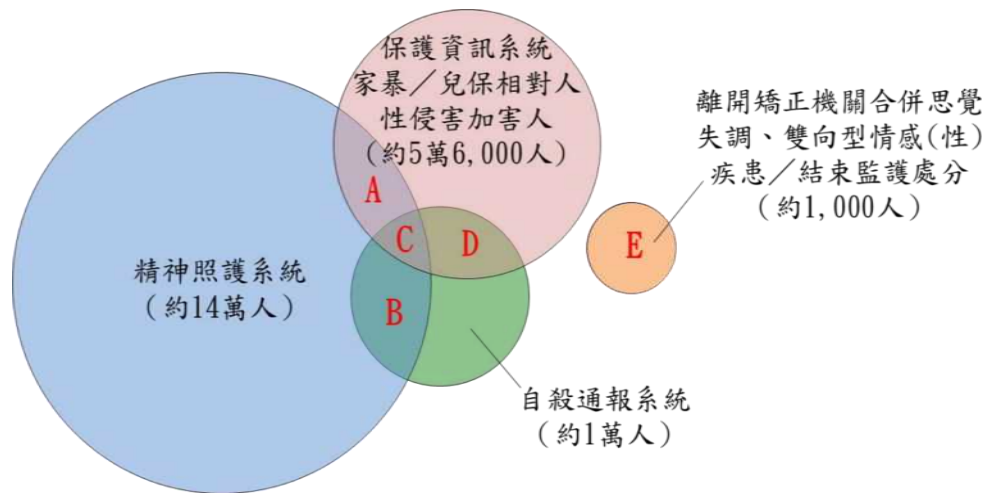 保護資訊系統
家暴／兒保相對人
性侵害加害人
(約5萬6,000人)
離開矯正機關合併思覺
失調、雙向型情感(性)
疾患／結束監護處分
(約1,000人)
A
C
D
E
精神照護系統
(約14萬人)
B
自殺通報系統
(約1萬人)